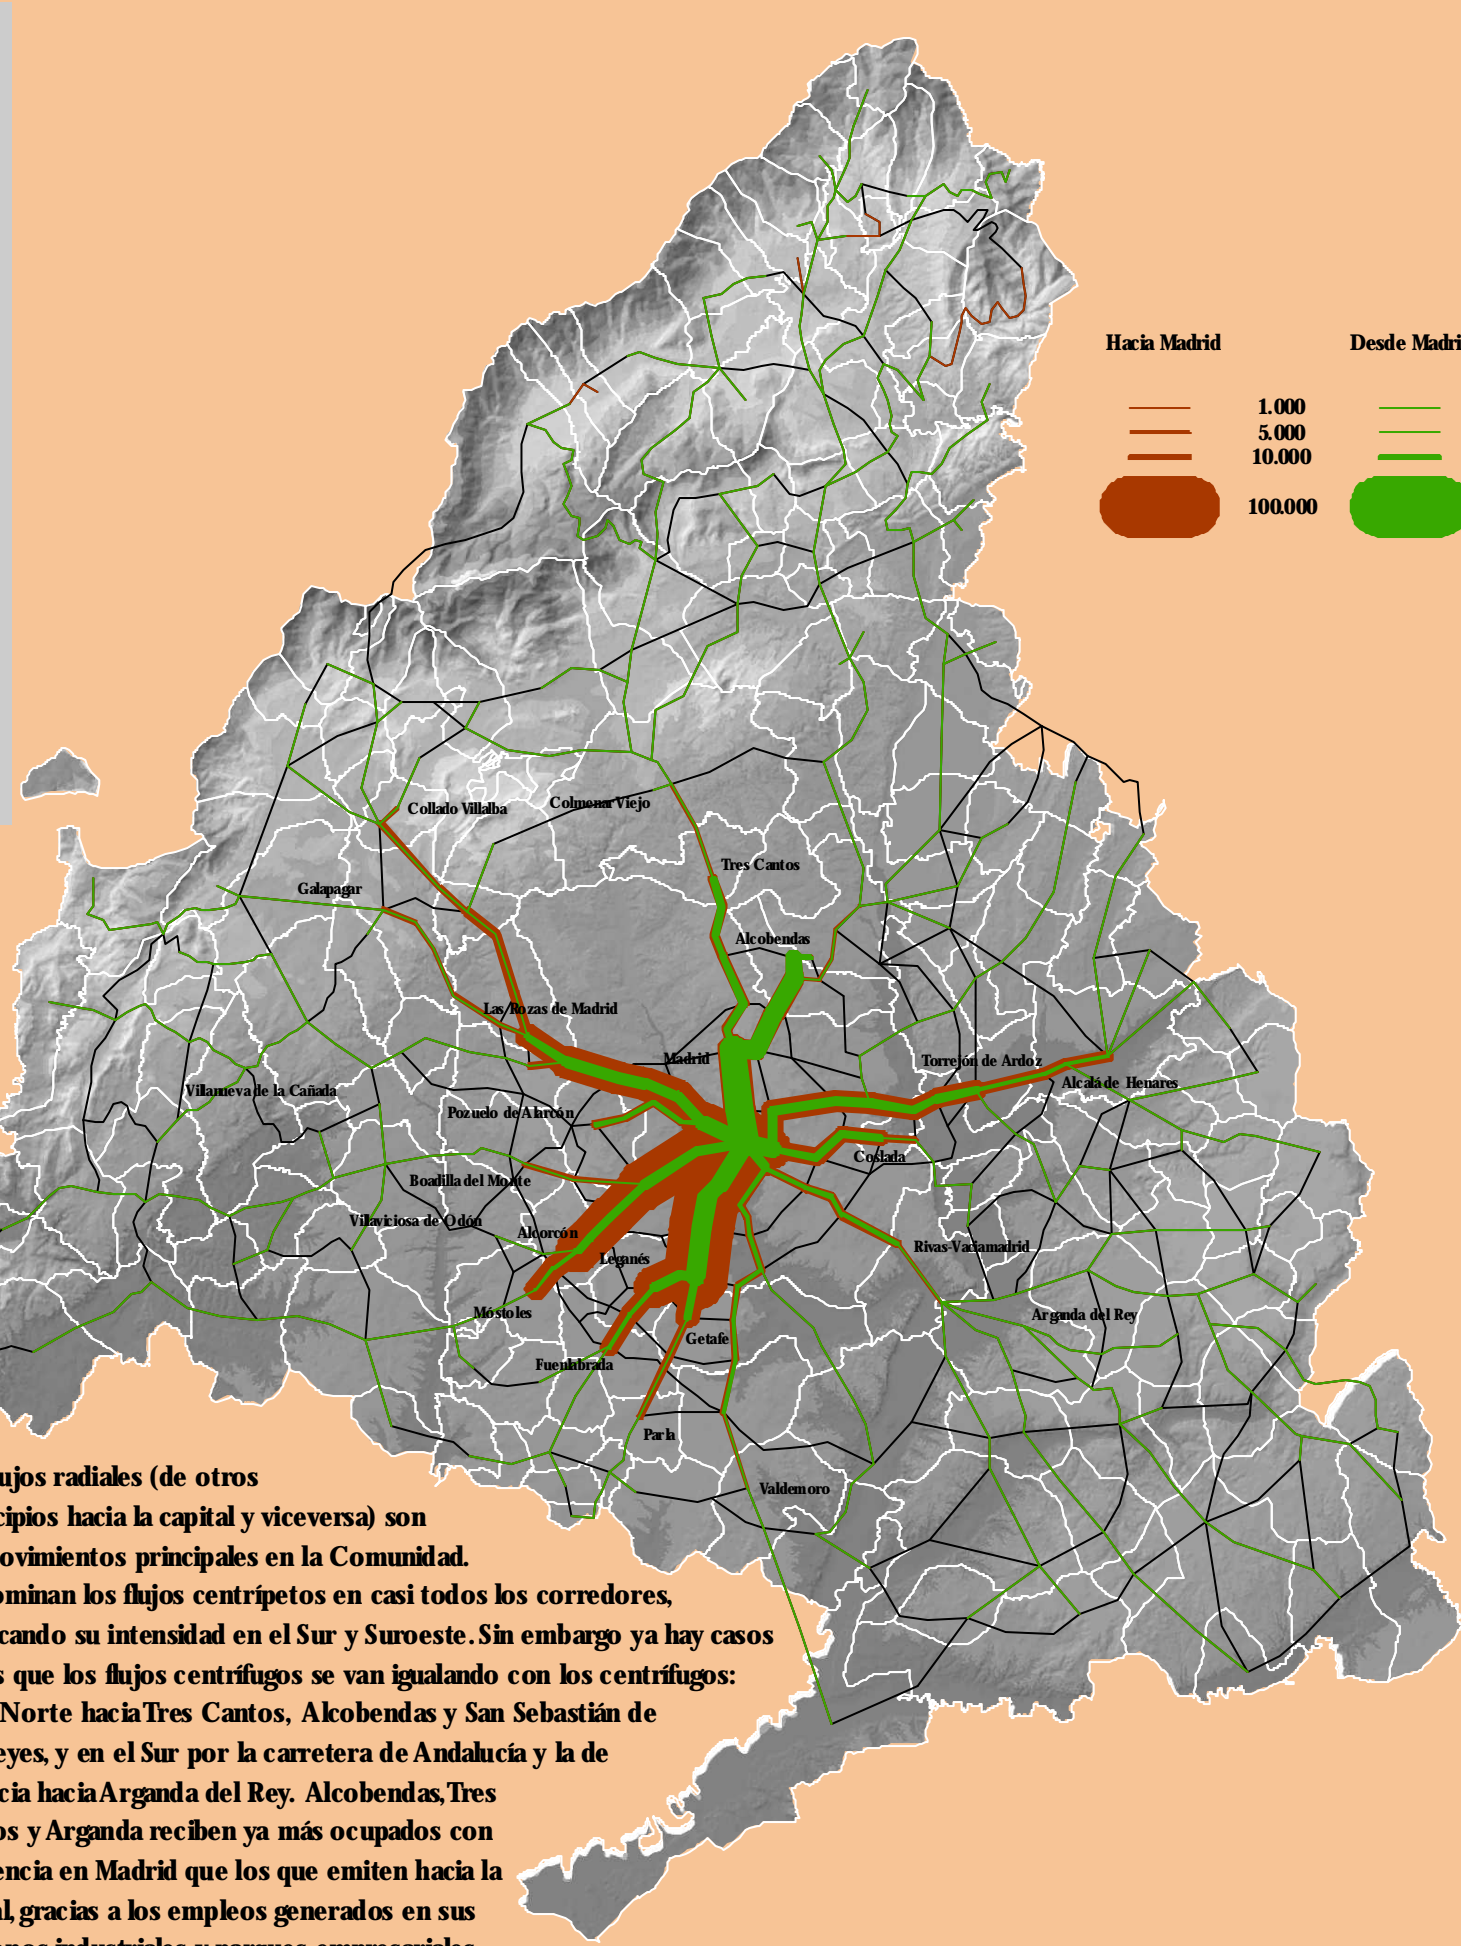 Hacia Madrid
Desde Madri
1.000
5.000
10.000
100.000
Collado Villalba
Colmenar Viejo
Tres Cantos
Galapagar
Alcobendas
Las Rozas de Madrid
Madrid
Torrejón de Ardoz
Alcalá de Henares
Villanueva de la Cañada
Pozuelo de Alarcón
Coslada
Boadilla del Monte
Villaviciosa de Odón
Alcorcón
Leganés
Rivas-Vaciamadrid
Móstoles
Arganda del Rey
Getafe
Fuenlabrada
Parla
Valdemoro
ujos radiales (de otros
cipios hacia la capital y viceversa) son
ovimientos principales en la Comunidad.
ominan los flujos centrípetos en casi todos los corredores,
cando su intensidad en el Sur y Suroeste. Sin embargo ya hay casos
s que los flujos centrífugos se van igualando con los centrífugos:
Norte hacia Tres Cantos, Alcobendas y San Sebastián de
eyes, y en el Sur por la carretera de Andalucía y la de
cia hacia Arganda del Rey. Alcobendas, Tres
os y Arganda reciben ya más ocupados con
encia en Madrid que los que emiten hacia la
al, gracias a los empleos generados en sus
onos industriales y parques empresariales